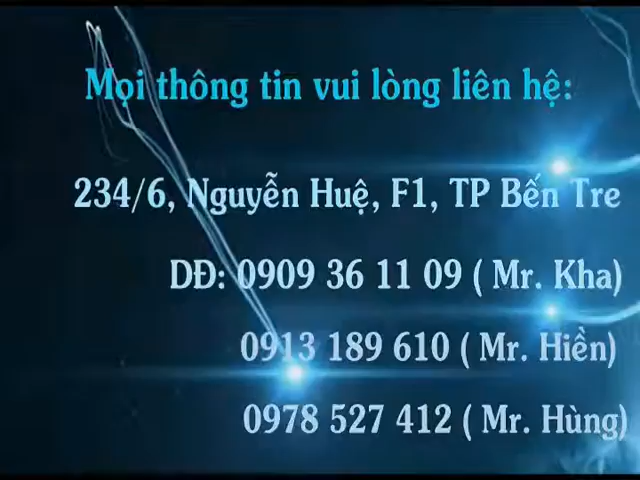 Mọi thông tin vui lòng liên hệ:
234/6, Nguyễn Huệ, F1, TP Bến Tre
DĐ: 0909 36 11 09 ( Mr. Kha)
0913 189 610 ( Mr. Hiền)
0978 527 412 ( Mr. Hùng)